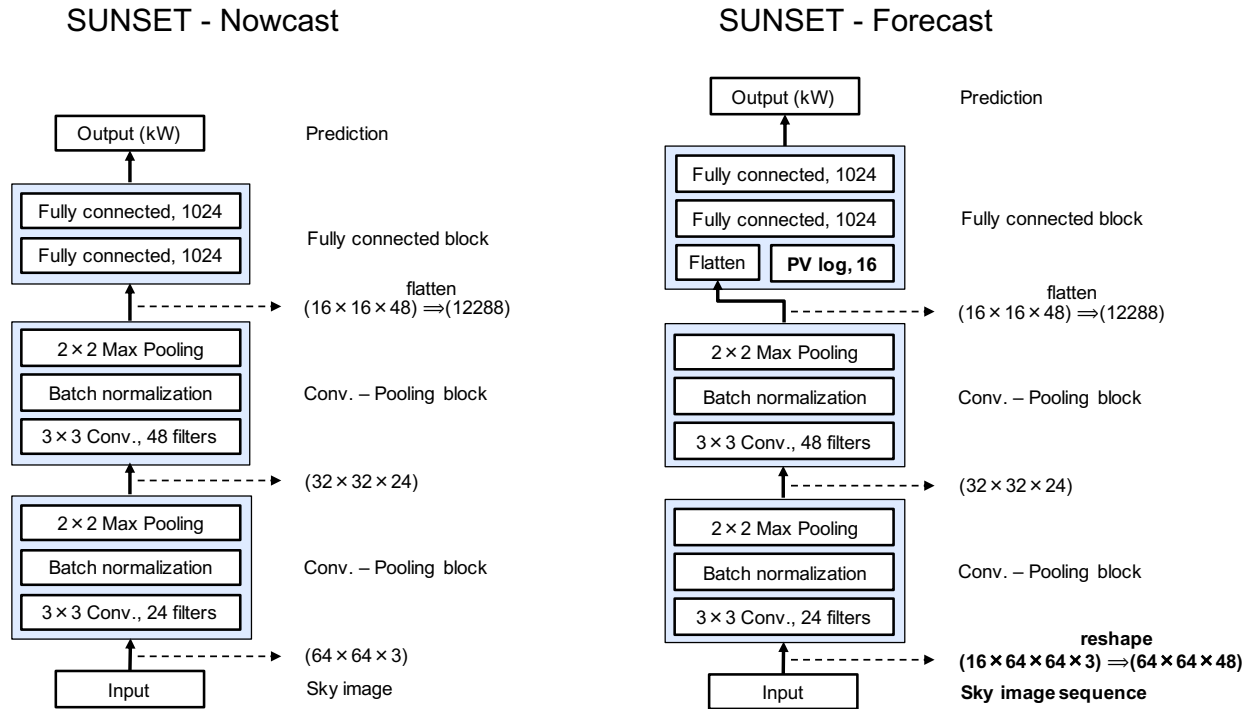 SUNSET - Nowcast
Output (kW)
Prediction
Fully connected, 1024
Fully connected, 1024
Fully connected block
flatten
(16 × 16 × 48) ⟹(12288)
2 × 2 Max Pooling
Batch normalization
3 × 3 Conv., 48 filters
Conv. – Pooling block
(32 × 32 × 24)
2 × 2 Max Pooling
Batch normalization
3 × 3 Conv., 24 filters
Conv. – Pooling block
(64 × 64 × 3)
Input
Sky image
SUNSET - Forecast
Output (kW)
Prediction
Fully connected, 1024
Fully connected, 1024
Flatten
PV log, 16
Fully connected block
flatten
(16 × 16 × 48) ⟹(12288)
2 × 2 Max Pooling
Batch normalization
3 × 3 Conv., 48 filters
Conv. – Pooling block
(32 × 32 × 24)
2 × 2 Max Pooling
Batch normalization
3 × 3 Conv., 24 filters
Conv. – Pooling block
reshape
(16 × 64 × 64 × 3) ⟹(64 × 64 × 48)
Input
Sky image sequence